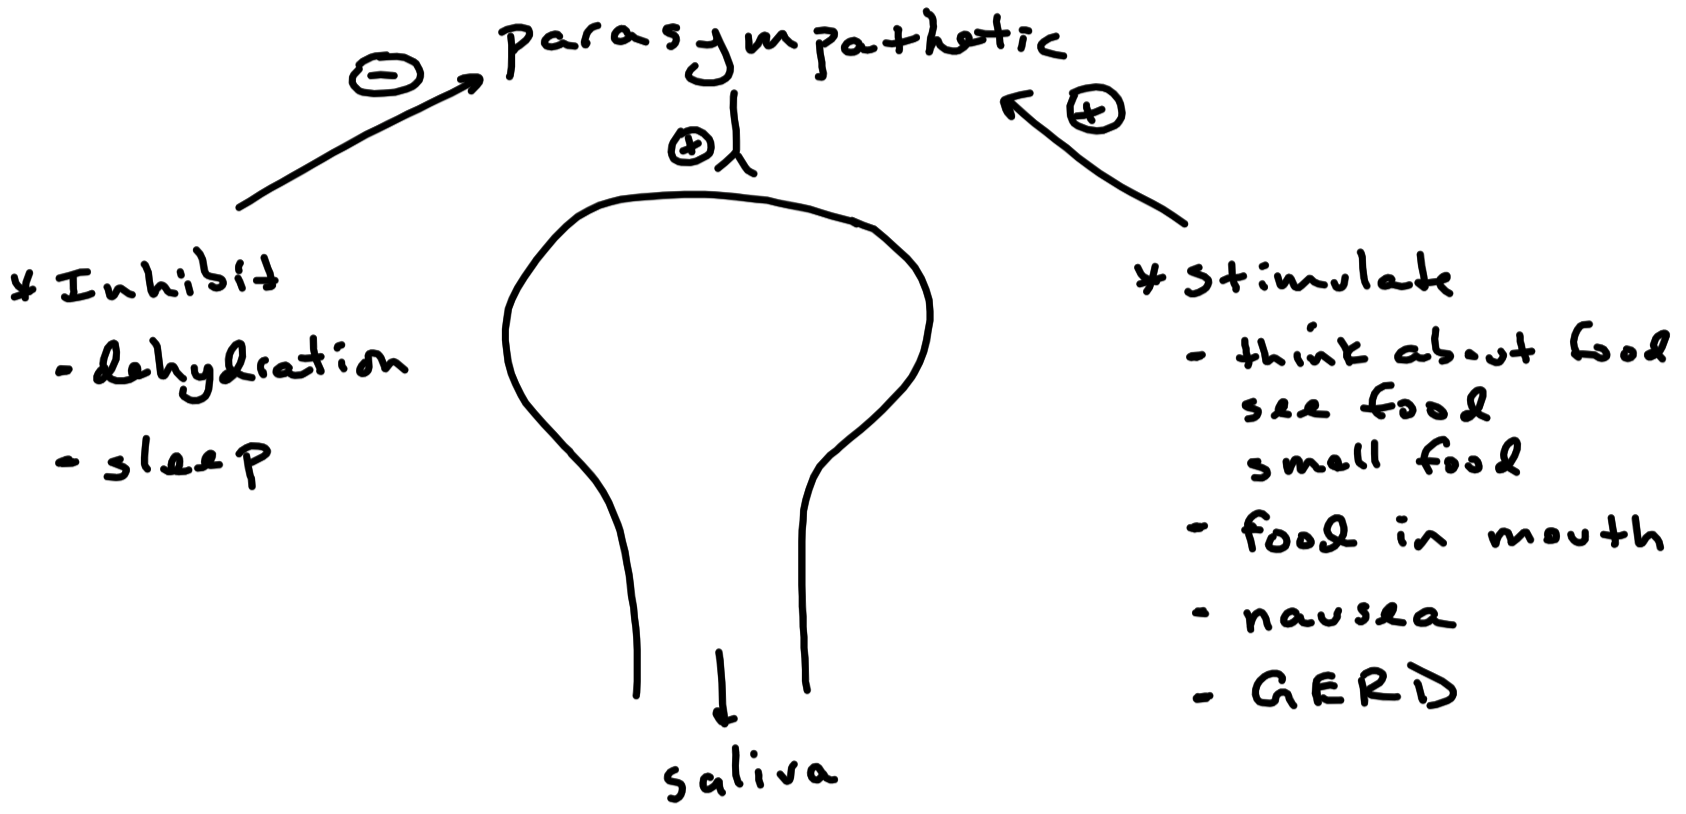 parasympathetic
⊖
⊕
⊕
* Inhibit
- dehydration
- sleep
* stimulate
- think about food
see food
smell food
- food in mouth
- nausea
- GERD
saliva